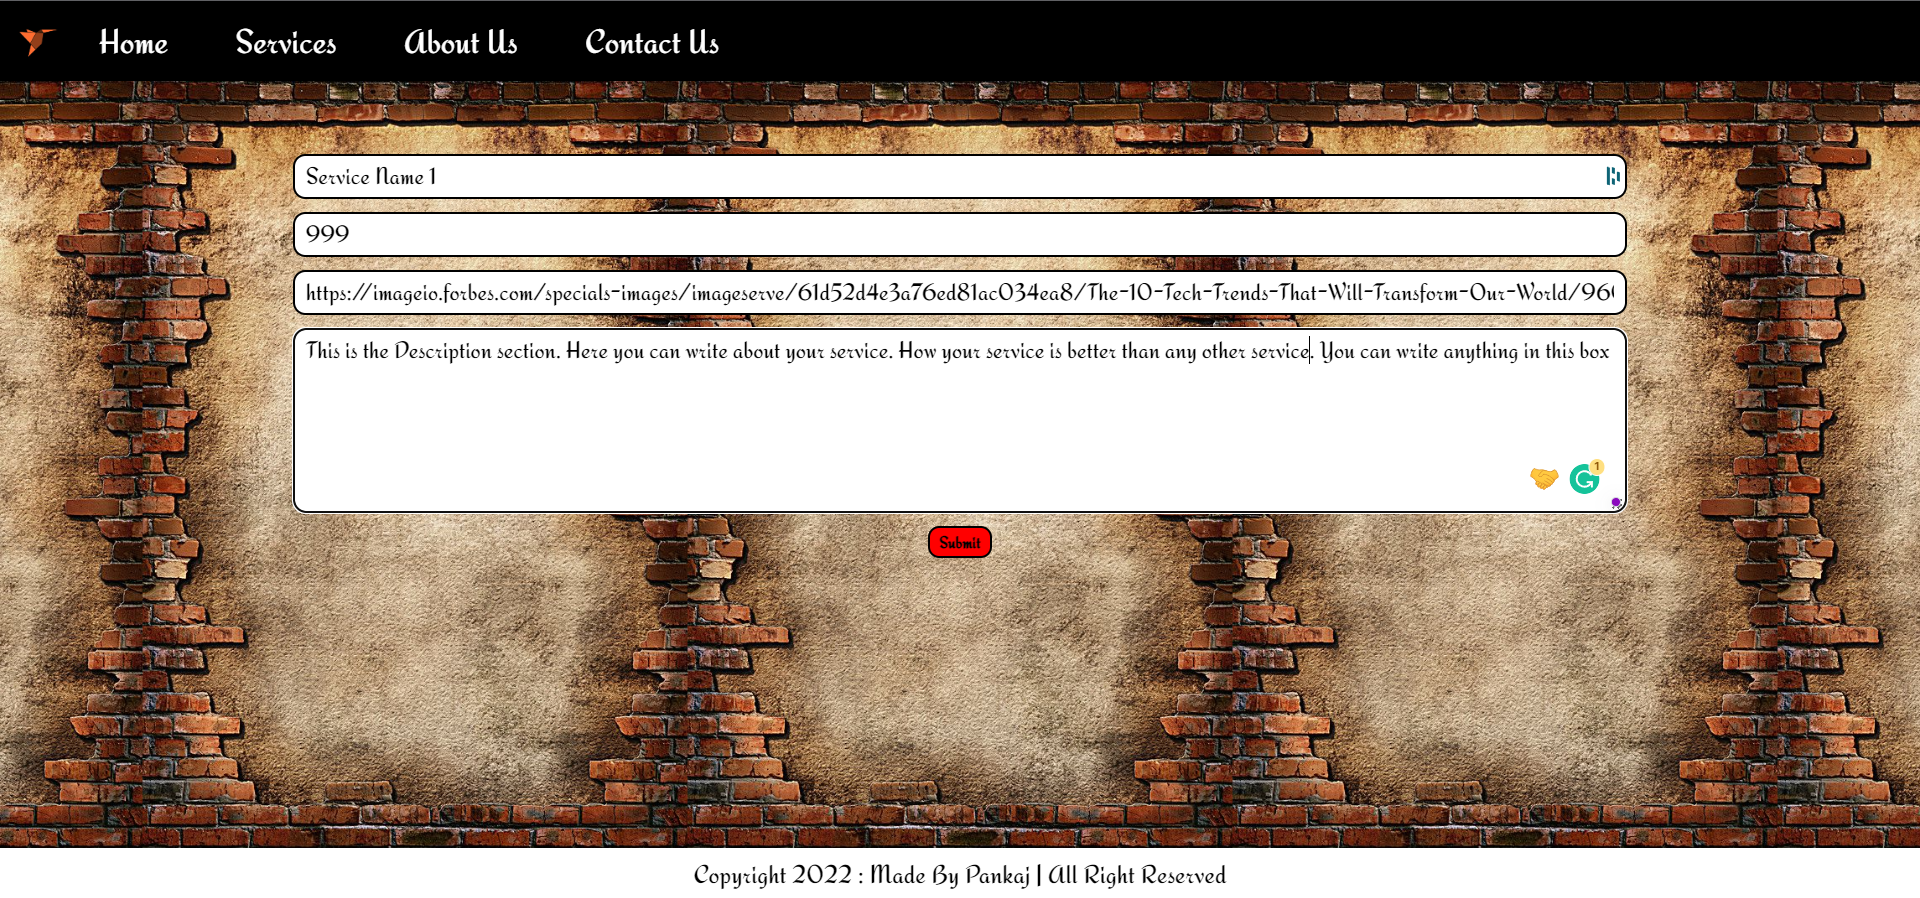 Home Services About Us Contact Us
Service Name 1
999
https://imageio.forbes.com/specials-images/imageserve/61d52d4e3a76ed81ac034ea8/The-10-Tech-Trends-That-Will-Transform-Our-World/960
This is the Description section. Here you can write about your service. How your service is better than any other service. You can write anything in this box
1
Submit
Copyright 2022 : Made By Pankaj | All Right Reserved